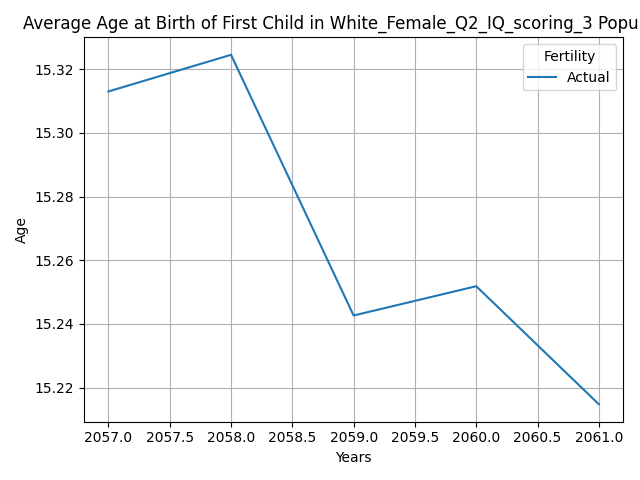 Average Age at Birth of First Child in White_Female_Q2_IQ_scoring_3 Popu
Fertility
Actual
15.32
15.30
15.28
15.26
15.24
15.22
Age
2057.0 2057.5 2058.0 2058.5 2059.0 2059.5 2060.0 2060.5 2061.0
Years